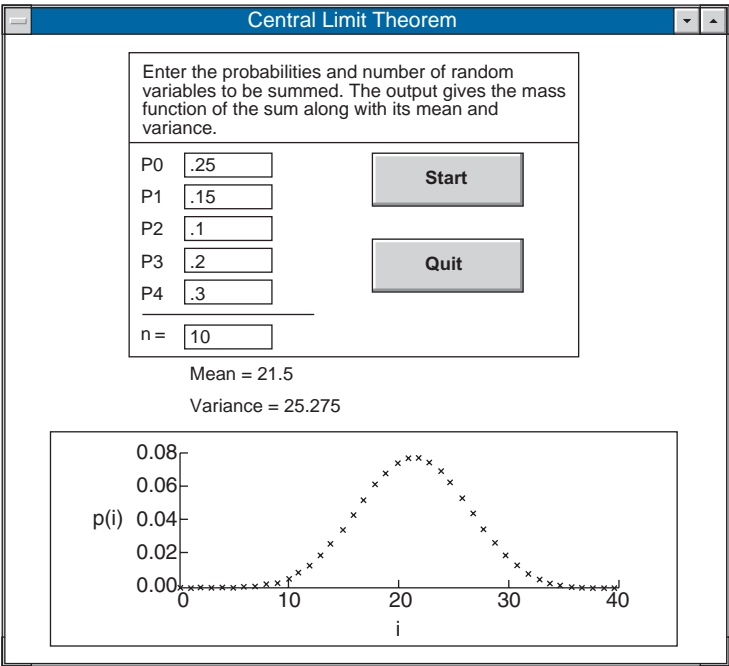 Central Limit Theorem
Enter the probabilities and number of random
variables to be summed. The output gives the mass
function of the sum along with its mean and
variance.
P0 .25
Start
P1 .15
P2 .1
P3 .2
Quit
P4 .3
n = 10
Mean = 21.5
Variance = 25.275
0.08
0.06
p(i) 0.04
0.02
0.00
0 10 20 30 40
i